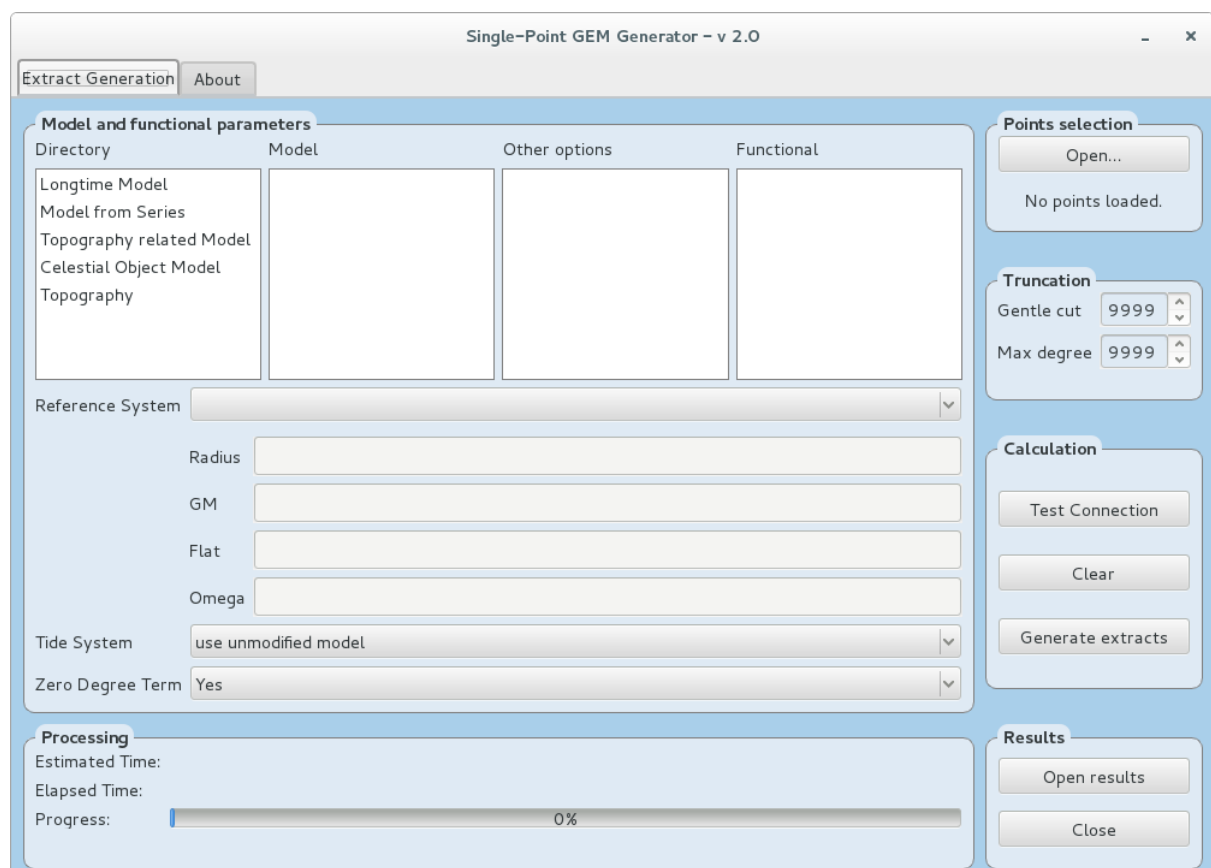 Single-Point GEM Generator - v 2.0
Extract Generation About
Model and functional parameters
Directory Model Other options Functional
Longtime Model
Model from Series
Topography related Model
Celestial Object Model
Topography
Reference System
Radius
GM
Flat
Omega
Tide System use unmodified model
Zero Degree Term Yes
Processing
Estimated Time:
Elapsed Time:
Progress: 0%
Points selection
Open...
No points loaded.
Truncation
Gentle cut 9999
Max degree 9999
Calculation
Test Connection
Clear
Generate extracts
Results
Open results
Close